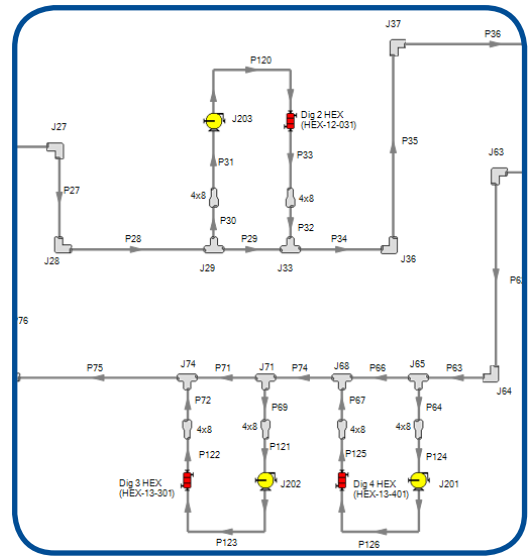 J37
P36
P120
J27
J203
Dig 2 HEX
(HEX-12-031)
P31
P33
P35
J63
P27
4x8
4x8
P30
P32
P28
P29
P34
J28
J29
J33
J36
P76
P75
J74
P71
J71
P74
J68
P66
J65
P63
J64
P72
P69
P67
P64
4x8
4x8
4x8
4x8
P122
P121
P125
P124
Dig 3 HEX
(HEX-13-301)
J202
Dig 4 HEX
(HEX-13-401)
J201
P123
P126